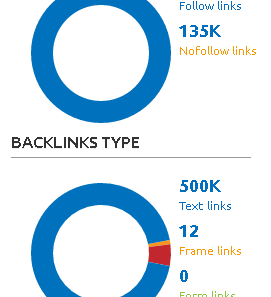 Follow links
135K
Nofollow links
BACKLINKS TYPE
500K
Text links
12
Frame links
0
Form links